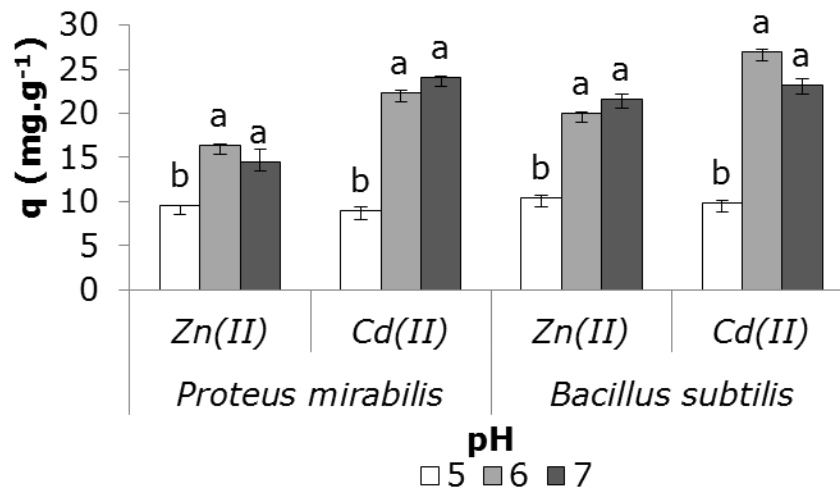 q (mg.g⁻¹)
30
25
20
15
10
5
0
b a a
b a a
b a a
b a a
Zn(II) Cd(II) Zn(II) Cd(II)
Proteus mirabilis Bacillus subtilis
pH
5 6 7